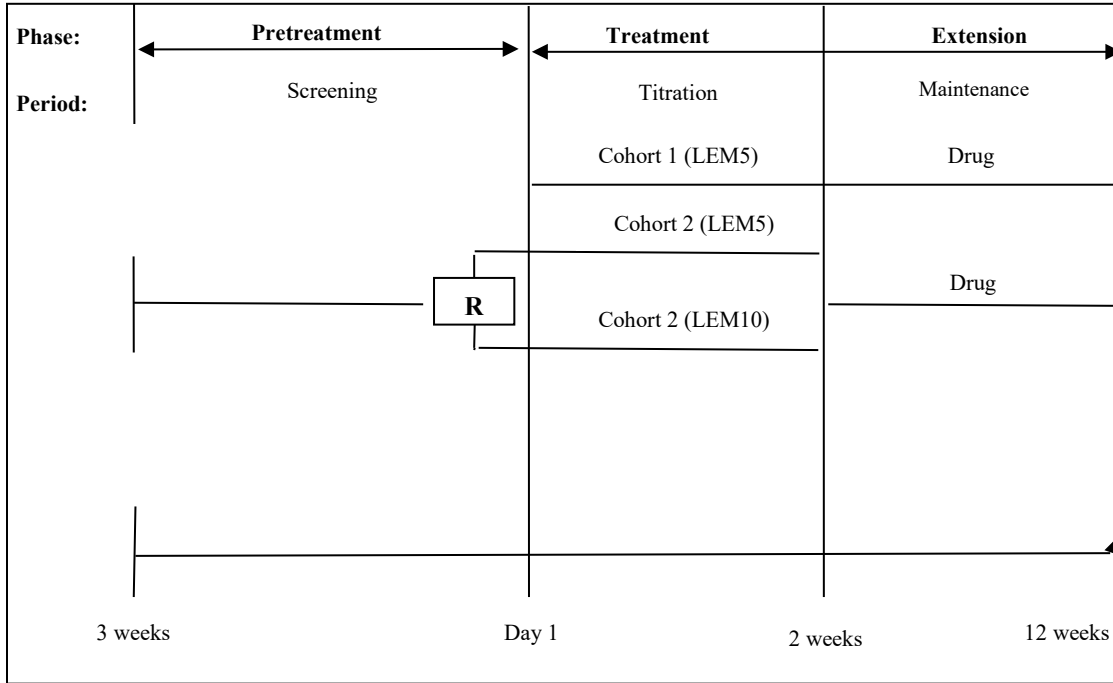 Phase:
Pretreatment
Treatment
Extension
Period:
Screening
Titration
Maintenance
Cohort 1 (LEM5)
Drug
Cohort 2 (LEM5)
Drug
R
Cohort 2 (LEM10)
3 weeks
Day 1
2 weeks
12 weeks